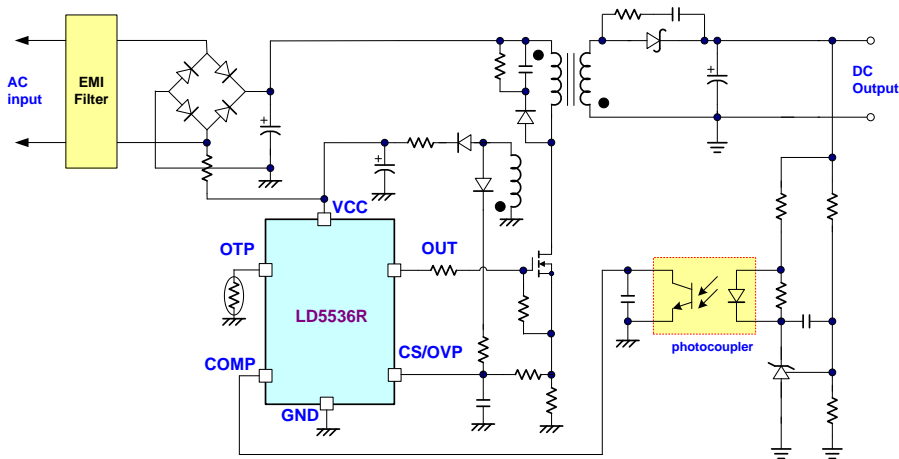 AC
input
EMI
Filter
+
+
+
DC
Output
VCC
OTP
OUT
LD5536R
COMP
CS/OVP
GND
photocoupler